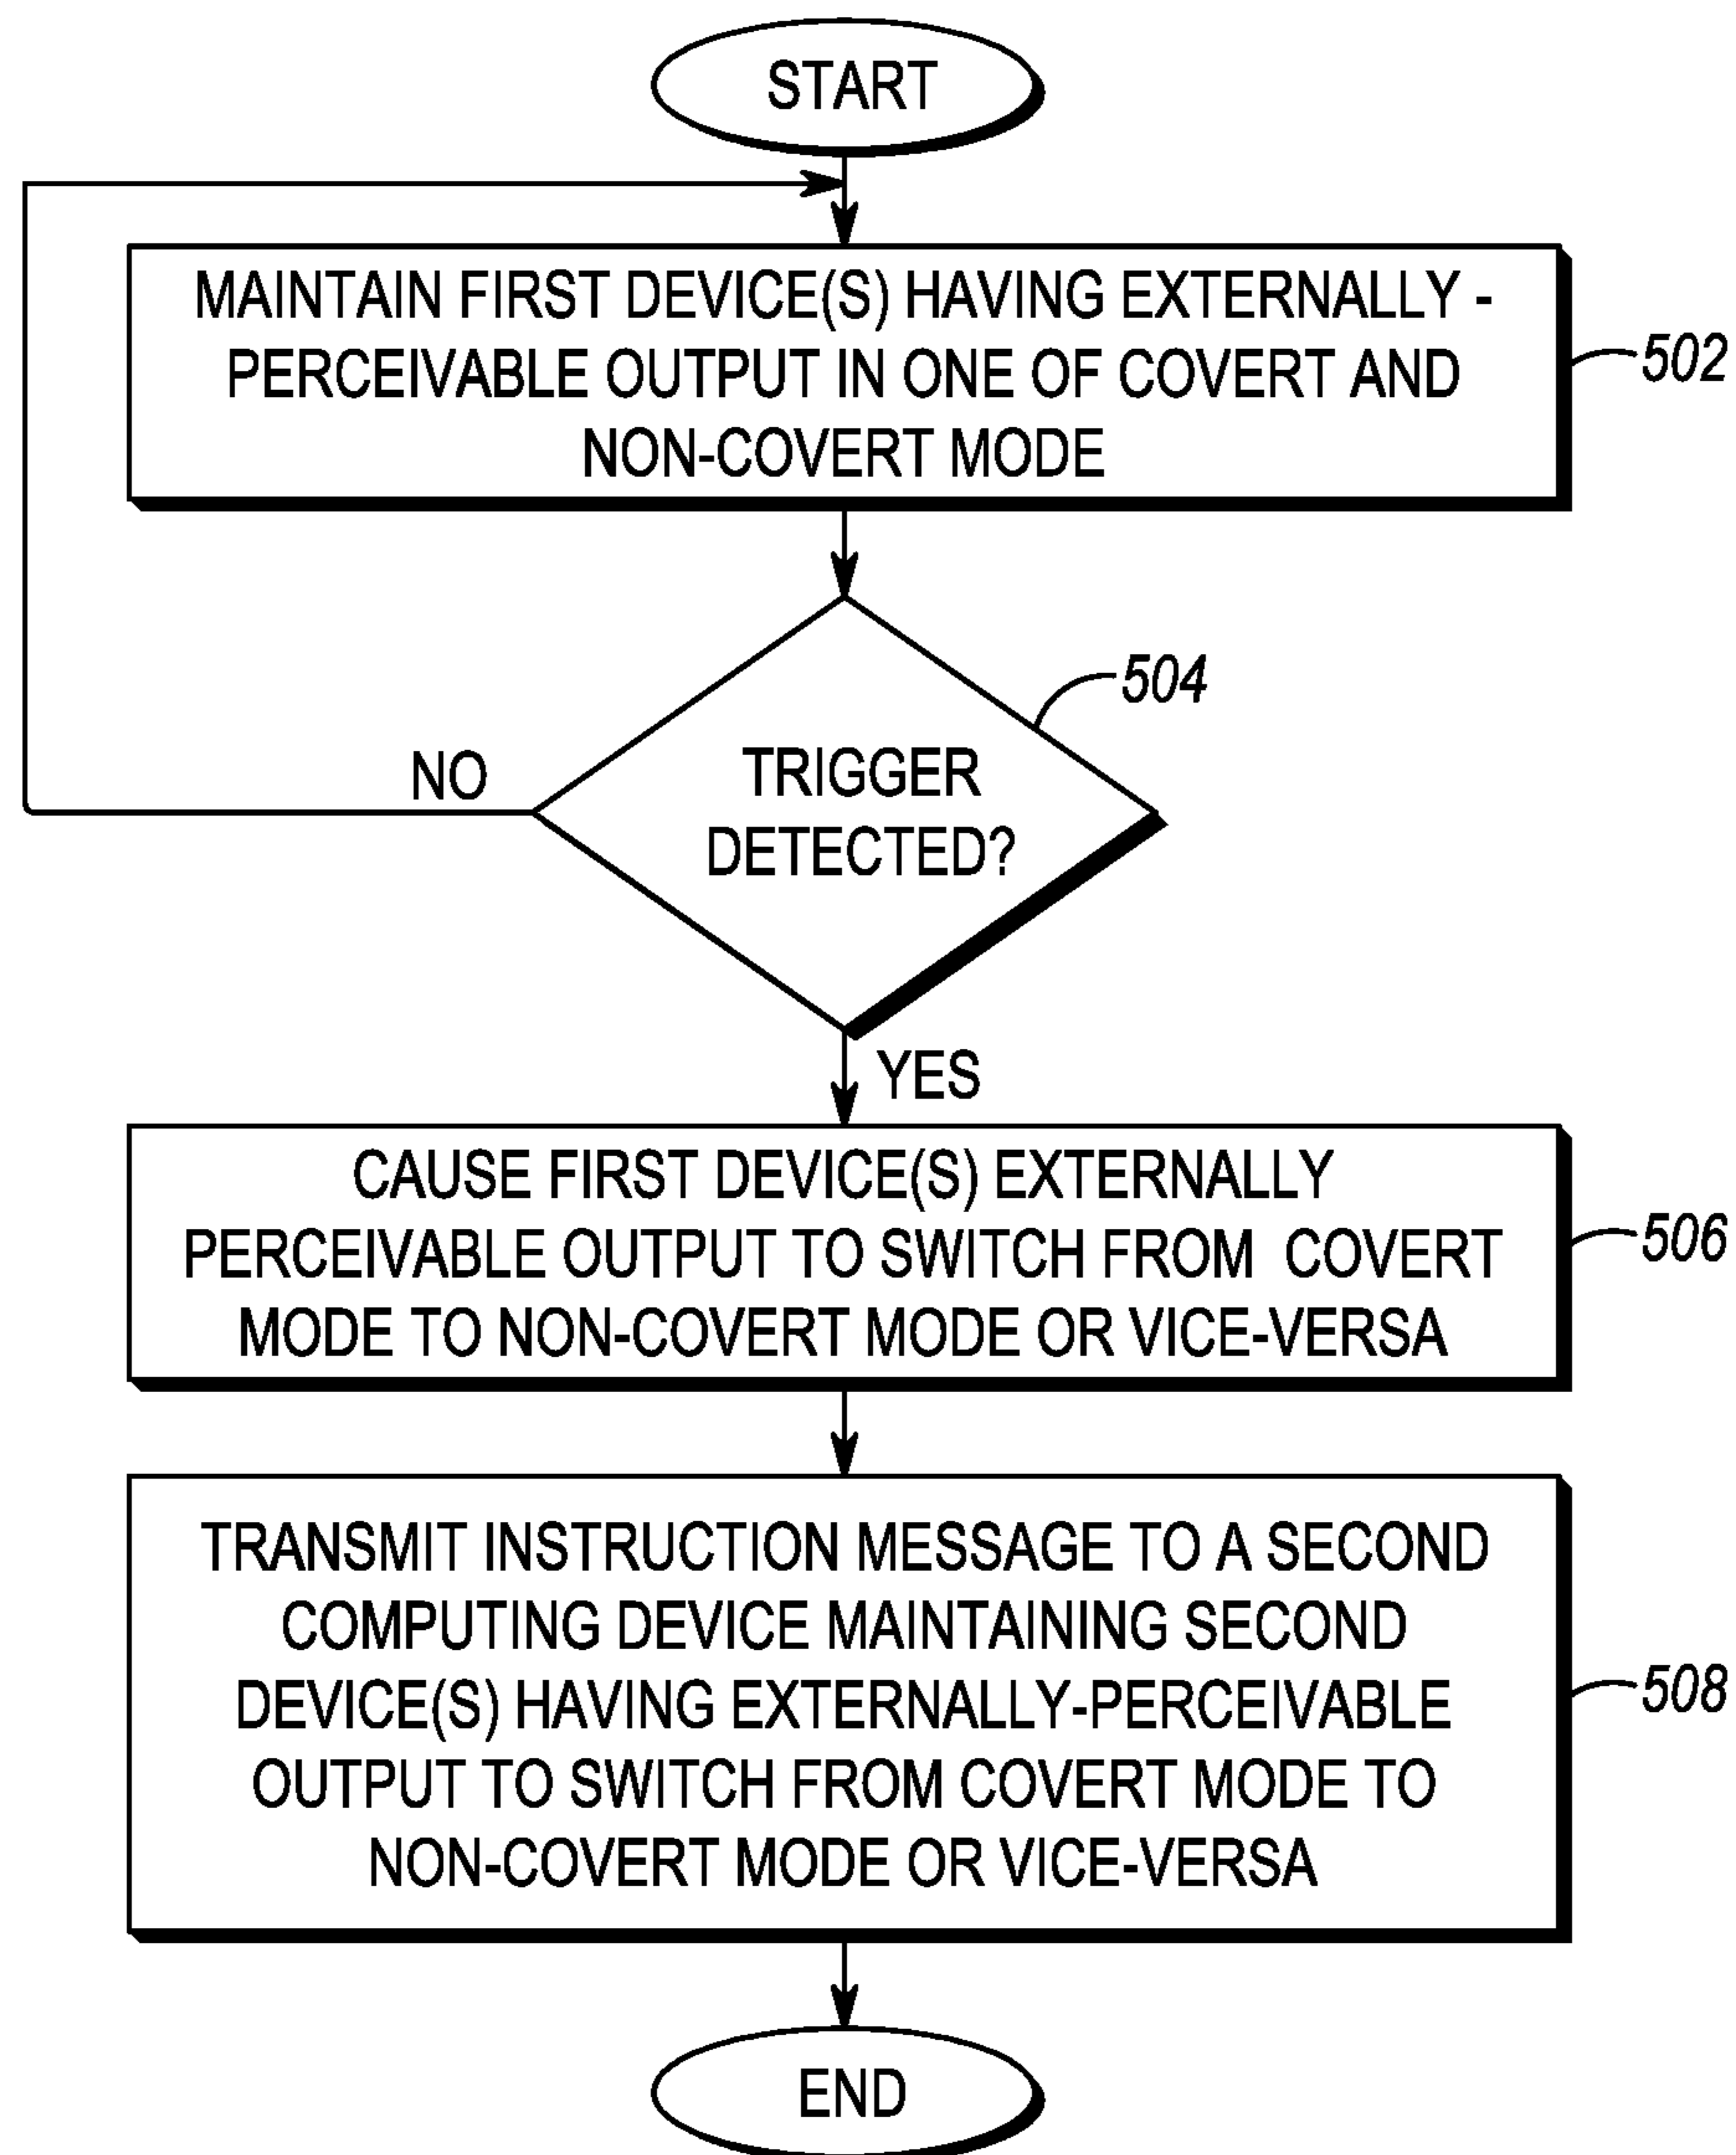 START
MAINTAIN FIRST DEVICE(S) HAVING EXTERNALLY -
PERCEIVABLE OUTPUT IN ONE OF COVERT AND
NON-COVERT MODE
502
504
TRIGGER
DETECTED?
NO
YES
CAUSE FIRST DEVICE(S) EXTERNALLY
PERCEIVABLE OUTPUT TO SWITCH FROM COVERT
MODE TO NON-COVERT MODE OR VICE-VERSA
506
TRANSMIT INSTRUCTION MESSAGE TO A SECOND
COMPUTING DEVICE MAINTAINING SECOND
DEVICE(S) HAVING EXTERNALLY-PERCEIVABLE
OUTPUT TO SWITCH FROM COVERT MODE TO
NON-COVERT MODE OR VICE-VERSA
508
END